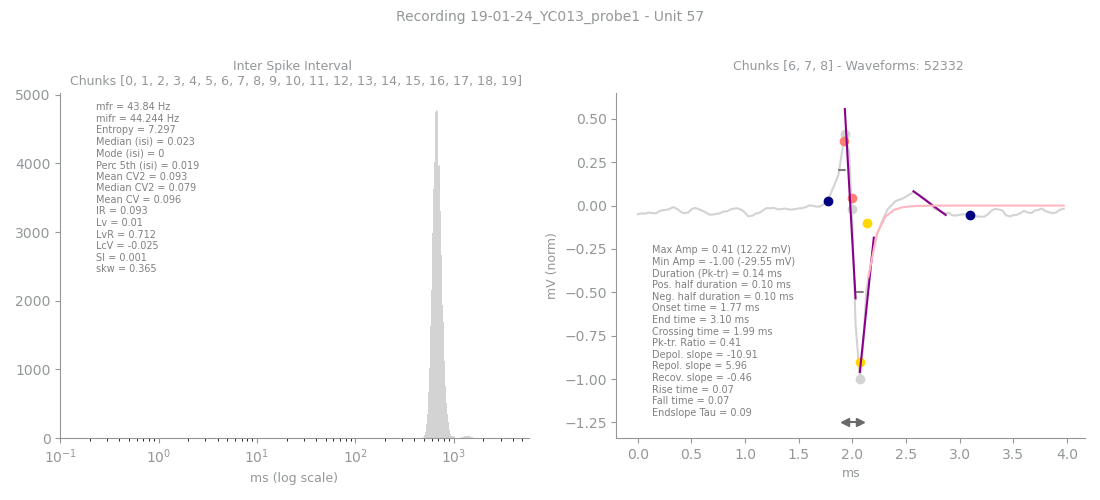 Recording 19-01-24_YC013_probe1 - Unit 57
Inter Spike Interval
Chunks [0, 1, 2, 3, 4, 5, 6, 7, 8, 9, 10, 11, 12, 13, 14, 15, 16, 17, 18, 19]
5000
4000
3000
2000
1000
0
mfr = 43.84 Hz
mifr = 44.244 Hz
Entropy = 7.297
Median (isi) = 0.023
Mode (isi) = 0
Perc 5th (isi) = 0.019
Mean CV2 = 0.093
Median CV2 = 0.079
Mean CV = 0.096
IR = 0.093
Lv = 0.01
LvR = 0.712
LcV = -0.025
SI = 0.001
skw = 0.365
10⁻¹ 10⁰ 10¹ 10² 10³
ms (log scale)
Chunks [6, 7, 8] - Waveforms: 52332
mV (norm)
0.50
0.25
0.00
−0.25
−0.50
−0.75
−1.00
−1.25
Max Amp = 0.41 (12.22 mV)
Min Amp = -1.00 (-29.55 mV)
Duration (Pk-tr) = 0.14 ms
Pos. half duration = 0.10 ms
Neg. half duration = 0.10 ms
Onset time = 1.77 ms
End time = 3.10 ms
Crossing time = 1.99 ms
Pk-tr. Ratio = 0.41
Depol. slope = -10.91
Repol. slope = 5.96
Recov. slope = -0.46
Rise time = 0.07
Fall time = 0.07
Endslope Tau = 0.09
0.0 0.5 1.0 1.5 2.0 2.5 3.0 3.5 4.0
ms